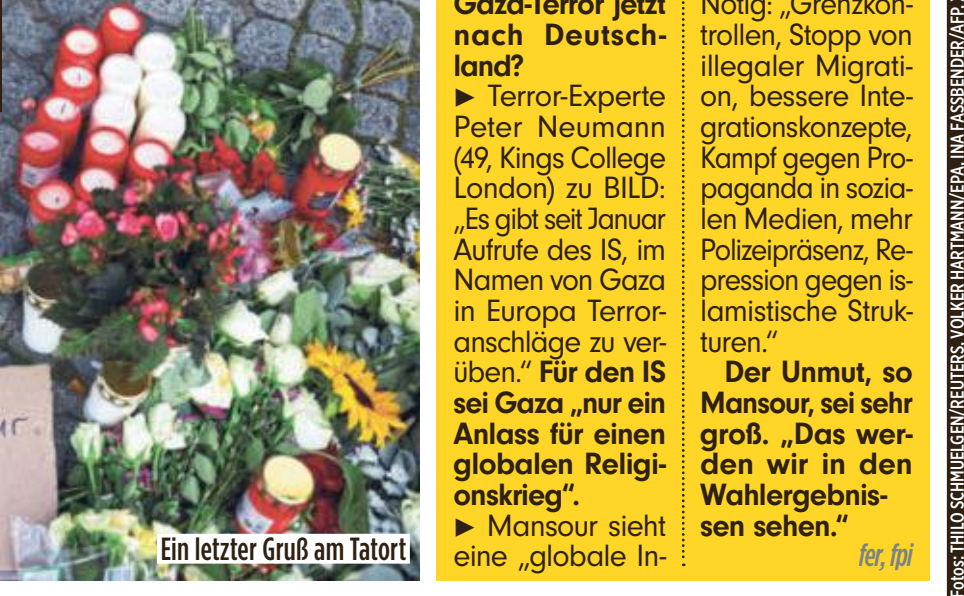 Ein letzter Gruß am Tatort
Gaza-Terror jetzt
nach Deutsch-
land?
► Terror-Experte
Peter Neumann
(49, Kings College
London) zu BILD:
„Es gibt seit Januar
Aufrufe des IS, im
Namen von Gaza
in Europa Terror-
anschläge zu ver-
üben.“ Für den IS
sei Gaza „nur ein
Anlass für einen
globalen Religi-
onskrieg“.
► Mansour sieht
eine „globale In-
Nötig: „Grenzkon-
trollen, Stopp von
illegaler Migrati-
on, bessere Inte-
grationskonzepte,
Kampf gegen Pro-
paganda in sozia-
len Medien, mehr
Polizeipräsenz, Re-
pression gegen is-
lamistische Struk-
turen.“
Der Unmut, so
Mansour, sei sehr
groß. „Das wer-
den wir in den
Wahlergebnis-
sen sehen.“
fer, fpi
Fotos: THILO SCHMUELGEN/REUTERS, VOLKER HARTMANN/EPA, INA FASSBENDER/AFP,